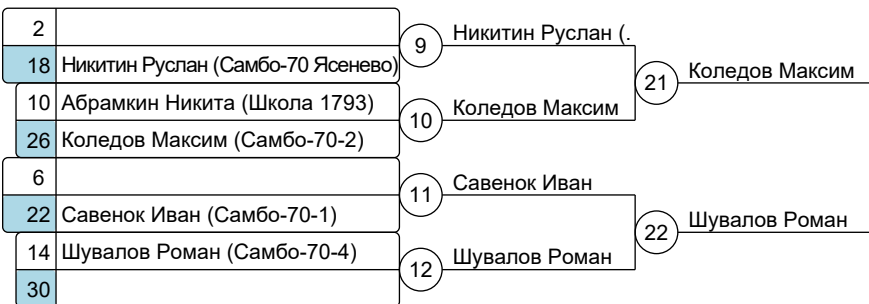 2
18 Никитин Руслан (Самбо-70 Ясенево)
10 Абрамкин Никита (Школа 1793)
26 Коледов Максим (Самбо-70-2)
6
22 Савенок Иван (Самбо-70-1)
14 Шувалов Роман (Самбо-70-4)
30
9 Никитин Руслан (.
10 Коледов Максим
11 Савенок Иван
12 Шувалов Роман
21 Коледов Максим
22 Шувалов Роман